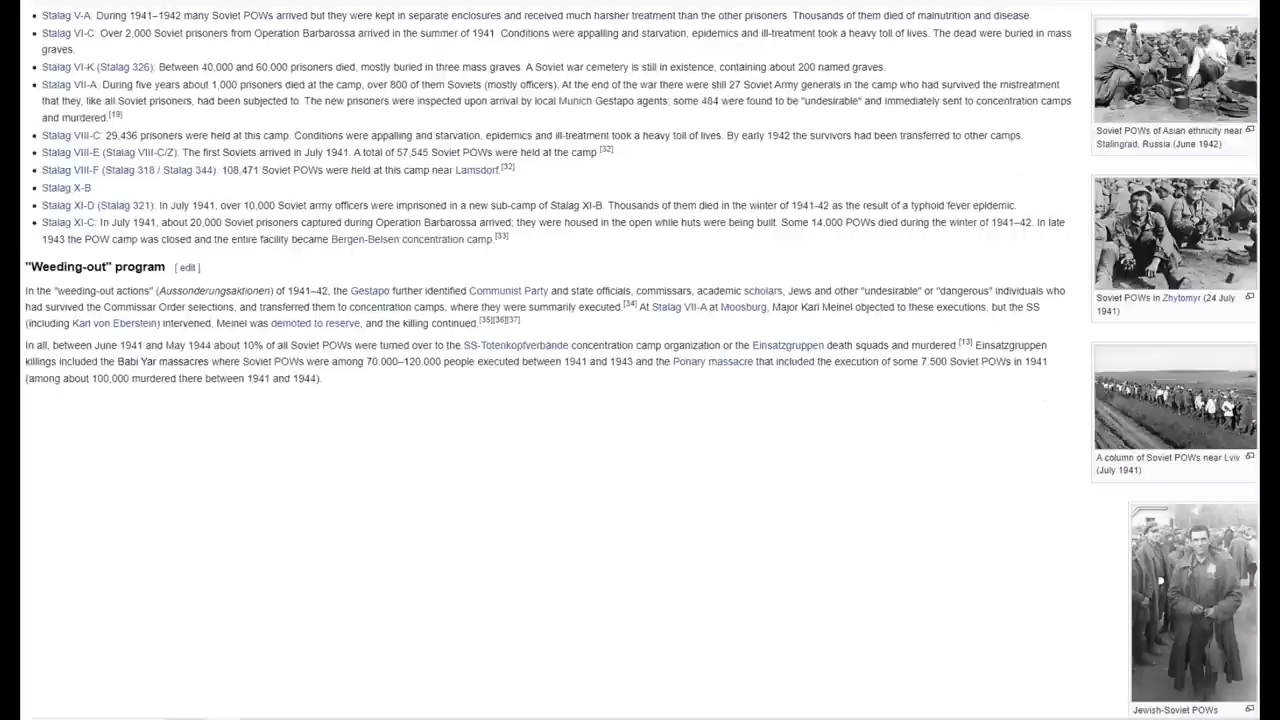 • Stalag V-A: During 1941–1942 many Soviet POWs arrived but they were kept in separate enclosures and received much harsher treatment than the other prisoners. Thousands of them died of malnutrition and disease.
• Stalag VI-C: Over 2,000 Soviet prisoners from Operation Barbarossa arrived in the summer of 1941 Conditions were appalling and starvation, epidemics and ill-treatment took a heavy toll of lives. The dead were buried in mass
graves.
• Stalag VI-K (Stalag 326): Between 40,000 and 60,000 prisoners died, mostly buried in three mass graves. A Soviet war cemetery is still in existence, containing about 200 named graves.
• Stalag VII-A: During five years about 1,000 prisoners died at the camp, over 800 of them Soviets (mostly officers). At the end of the war there were still 27 Soviet Army generals in the camp who had survived the mistreatment
that they, like all Soviet prisoners, had been subjected to. The new prisoners were inspected upon arrival by local Munich Gestapo agents; some 484 were found to be "undesirable" and immediately sent to concentration camps
and murdered.[19]
• Stalag VIII-C: 29,436 prisoners were held at this camp. Conditions were appalling and starvation, epidemics and ill-treatment took a heavy toll of lives. By early 1942 the survivors had been transferred to other camps.
• Stalag VIII-E (Stalag VIII-C/Z). The first Soviets arrived in July 1941. A total of 57,545 Soviet POWs were held at the camp.[32]
• Stalag VIII-F (Stalag 318 / Stalag 344). 108,471 Soviet POWs were held at this camp near Lamsdorf.[32]
• Stalag X-B
• Stalag XI-D (Stalag 321): In July 1941, over 10,000 Soviet army officers were imprisoned in a new sub-camp of Stalag XI-B. Thousands of them died in the winter of 1941-42 as the result of a typhoid fever epidemic.
• Stalag XI-C: In July 1941, about 20,000 Soviet prisoners captured during Operation Barbarossa arrived; they were housed in the open while huts were being built. Some 14,000 POWs died during the winter of 1941–42. In late
1943 the POW camp was closed and the entire facility became Bergen-Belsen concentration camp.[33]
"Weeding-out" program [ edit ]
In the "weeding-out actions" (Aussonderungsaktionen) of 1941–42, the Gestapo further identified Communist Party and state officials, commissars, academic scholars, Jews and other "undesirable" or "dangerous" individuals who
had survived the Commissar Order selections, and transferred them to concentration camps, where they were summarily executed.[34] At Stalag VII-A at Moosburg, Major Karl Meinel objected to these executions, but the SS
(including Karl von Eberstein) intervened, Meinel was demoted to reserve, and the killing continued.[35][36][37]
In all, between June 1941 and May 1944 about 10% of all Soviet POWs were turned over to the SS-Totenkopfverbände concentration camp organization or the Einsatzgruppen death squads and murdered.[13] Einsatzgruppen
killings included the Babi Yar massacres where Soviet POWs were among 70,000–120,000 people executed between 1941 and 1943 and the Ponary massacre that included the execution of some 7,500 Soviet POWs in 1941
(among about 100,000 murdered there between 1941 and 1944).
Soviet POWs of Asian ethnicity near
Stalingrad, Russia (June 1942)
Soviet POWs in Zhytomyr (24 July
1941)
A column of Soviet POWs near Lviv
(July 1941)
Jewish-Soviet POWs